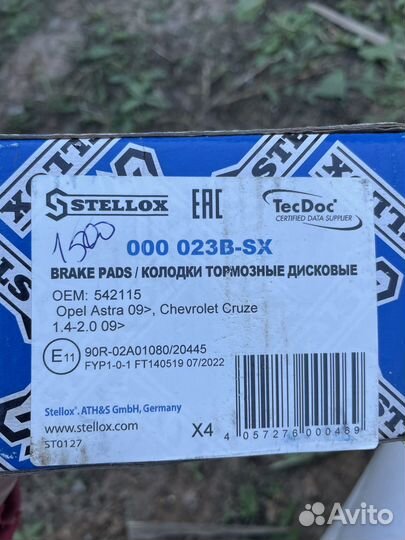 STELLOX
STELLOX
EAC
TecDoc
CERTIFIED DATA SUPPLIER
1500
000 023B-SX
BRAKE PADS / КОЛОДКИ ТОРМОЗНЫЕ ДИСКОВЫЕ
OEM: 542115
Opel Astra 09>, Chevrolet Cruze
1.4-2.0 09>
E11
90R-02A01080/20445
FYP1-0-1 FT140519 07/2022
Stellox® ATH&S GmbH, Germany
www.stellox.com
ST0127
X4
4 057276 000469
Avito